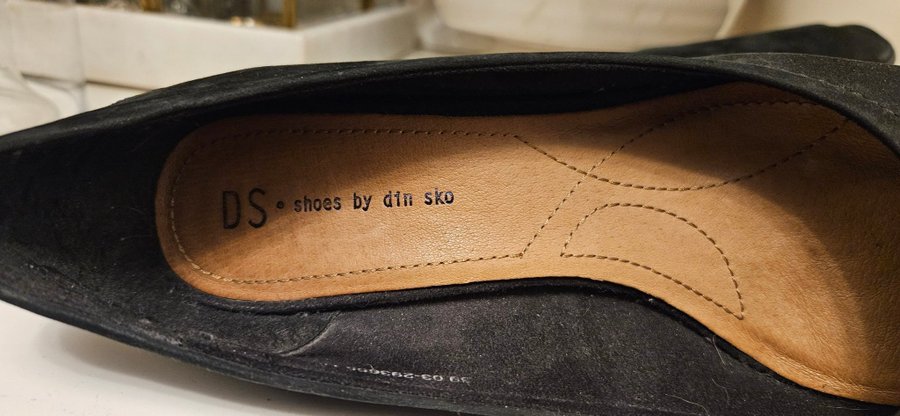 DS • shoes by din sko